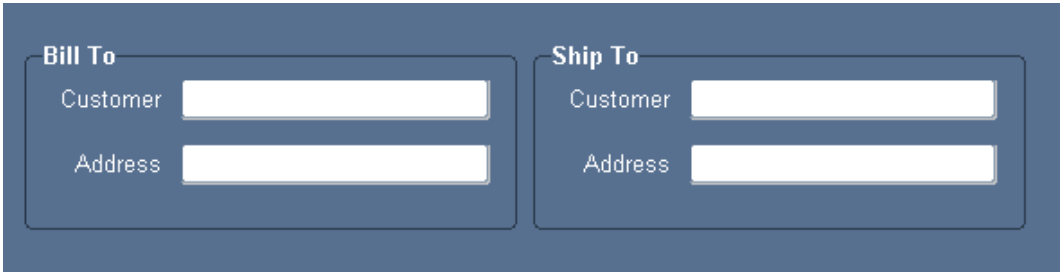 Bill To
Customer
Address
Ship To
Customer
Address